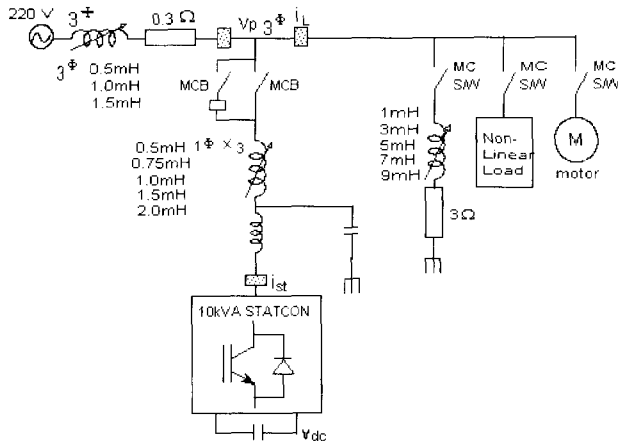 220 V
3Φ
0.3 Ω
Vp
3Φ
iL
3Φ
0.5mH
1.0mH
1.5mH
MCB
MCB
MC
S/W
MC
S/W
MC
S/W
1mH
3mH
5mH
7mH
9mH
Non-
Linear
Load
M
motor
0.5mH
0.75mH
1.0mH
1.5mH
2.0mH
1Φ × 3
3Ω
ist
10kVA STATCON
Vdc